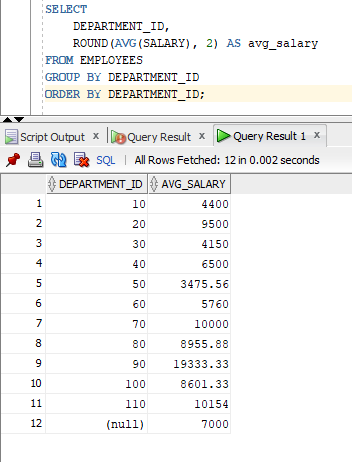 SELECT
DEPARTMENT_ID,
ROUND(AVG(SALARY), 2) AS avg_salary
FROM EMPLOYEES
GROUP BY DEPARTMENT_ID
ORDER BY DEPARTMENT_ID;
Script Output x Query Result x Query Result 1 x
SQL | All Rows Fetched: 12 in 0.002 seconds
DEPARTMENT_ID AVG_SALARY
1 10 4400
2 20 9500
3 30 4150
4 40 6500
5 50 3475.56
6 60 5760
7 70 10000
8 80 8955.88
9 90 19333.33
10 100 8601.33
11 110 10154
12 (null) 7000